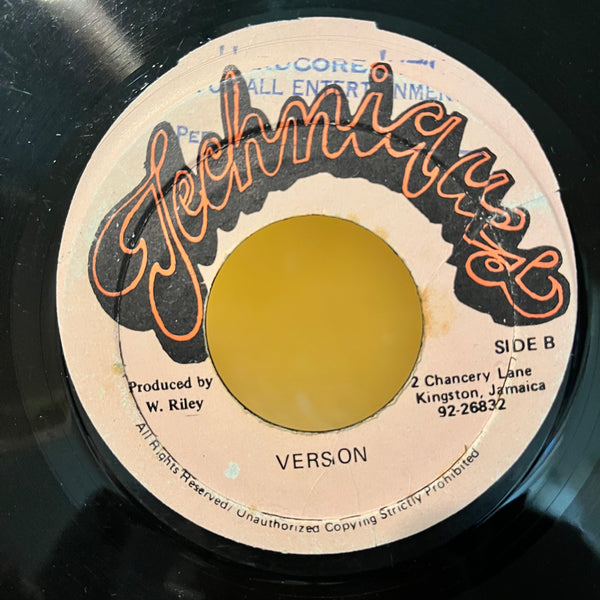 Techniques
SIDE B
Produced by
W. Riley
2 Chancery Lane
Kingston, Jamaica
92-26832
VERSION
All Rights Reserved/ Unauthorized Copying Strictly Prohibited